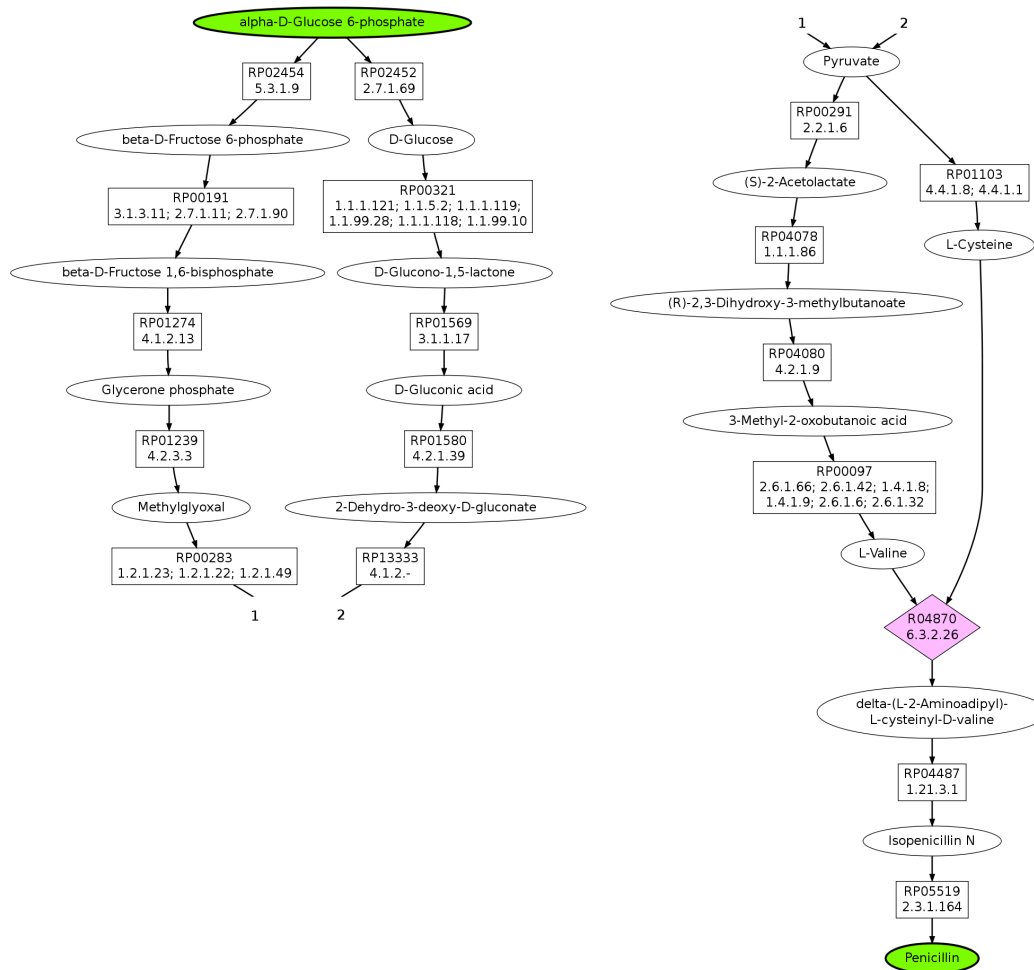 alpha-D-Glucose 6-phosphate
RP02454
5.3.1.9
RP02452
2.7.1.69
beta-D-Fructose 6-phosphate
D-Glucose
RP00191
3.1.3.11; 2.7.1.11; 2.7.1.90
RP00321
1.1.1.121; 1.1.5.2; 1.1.1.119;
1.1.99.28; 1.1.1.118; 1.1.99.10
beta-D-Fructose 1,6-bisphosphate
D-Glucono-1,5-lactone
RP01274
4.1.2.13
RP01569
3.1.1.17
Glycerone phosphate
D-Gluconic acid
RP01239
4.2.3.3
RP01580
4.2.1.39
Methylglyoxal
2-Dehydro-3-deoxy-D-gluconate
RP00283
1.2.1.23; 1.2.1.22; 1.2.1.49
RP13333
4.1.2.-
1
2
1
2
Pyruvate
RP00291
2.2.1.6
RP01103
4.4.1.8; 4.4.1.1
(S)-2-Acetolactate
L-Cysteine
RP04078
1.1.1.86
(R)-2,3-Dihydroxy-3-methylbutanoate
RP04080
4.2.1.9
3-Methyl-2-oxobutanoic acid
RP00097
2.6.1.66; 2.6.1.42; 1.4.1.8;
1.4.1.9; 2.6.1.6; 2.6.1.32
L-Valine
R04870
6.3.2.26
delta-(L-2-Aminoadipyl)-
L-cysteinyl-D-valine
RP04487
1.21.3.1
Isopenicillin N
RP05519
2.3.1.164
Penicillin